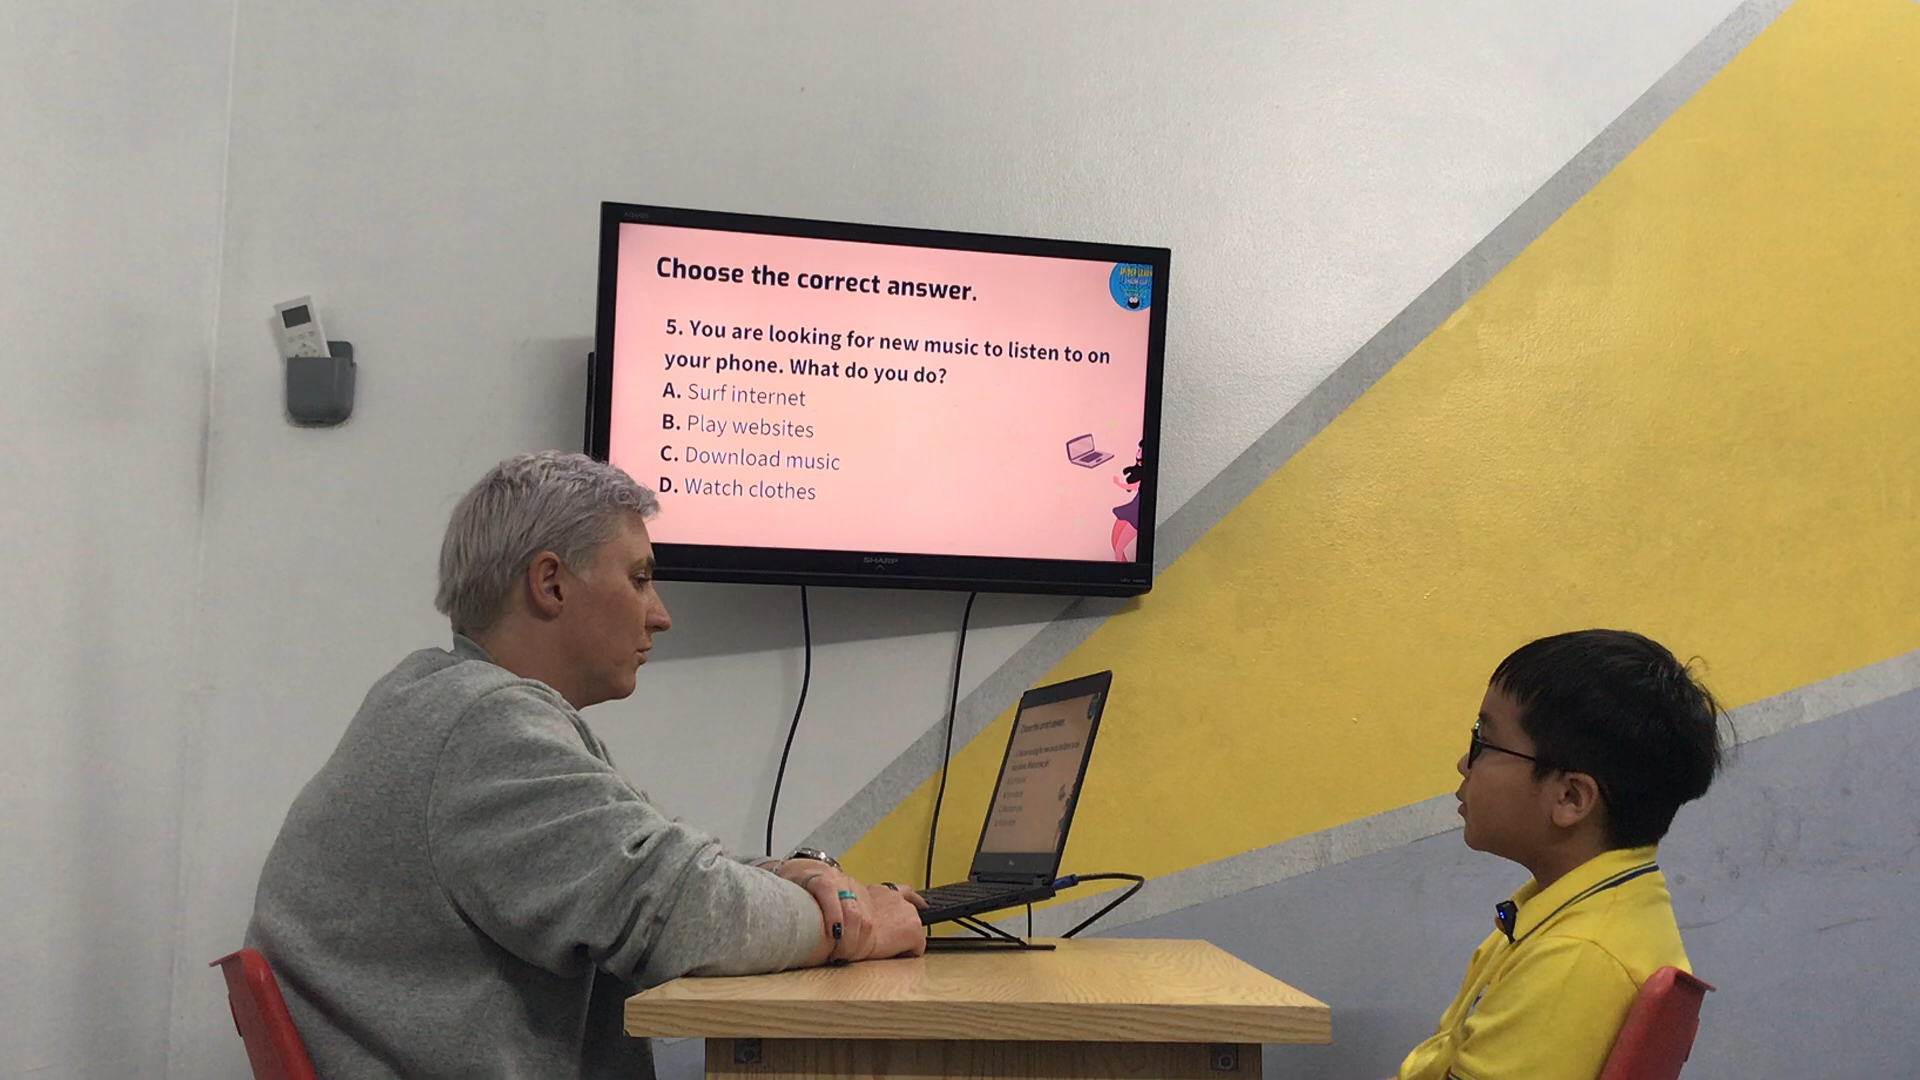 Choose the correct answer.
5. You are looking for new music to listen to on
your phone. What do you do?
A. Surf internet
B. Play websites
C. Download music
D. Watch clothes
SHARP